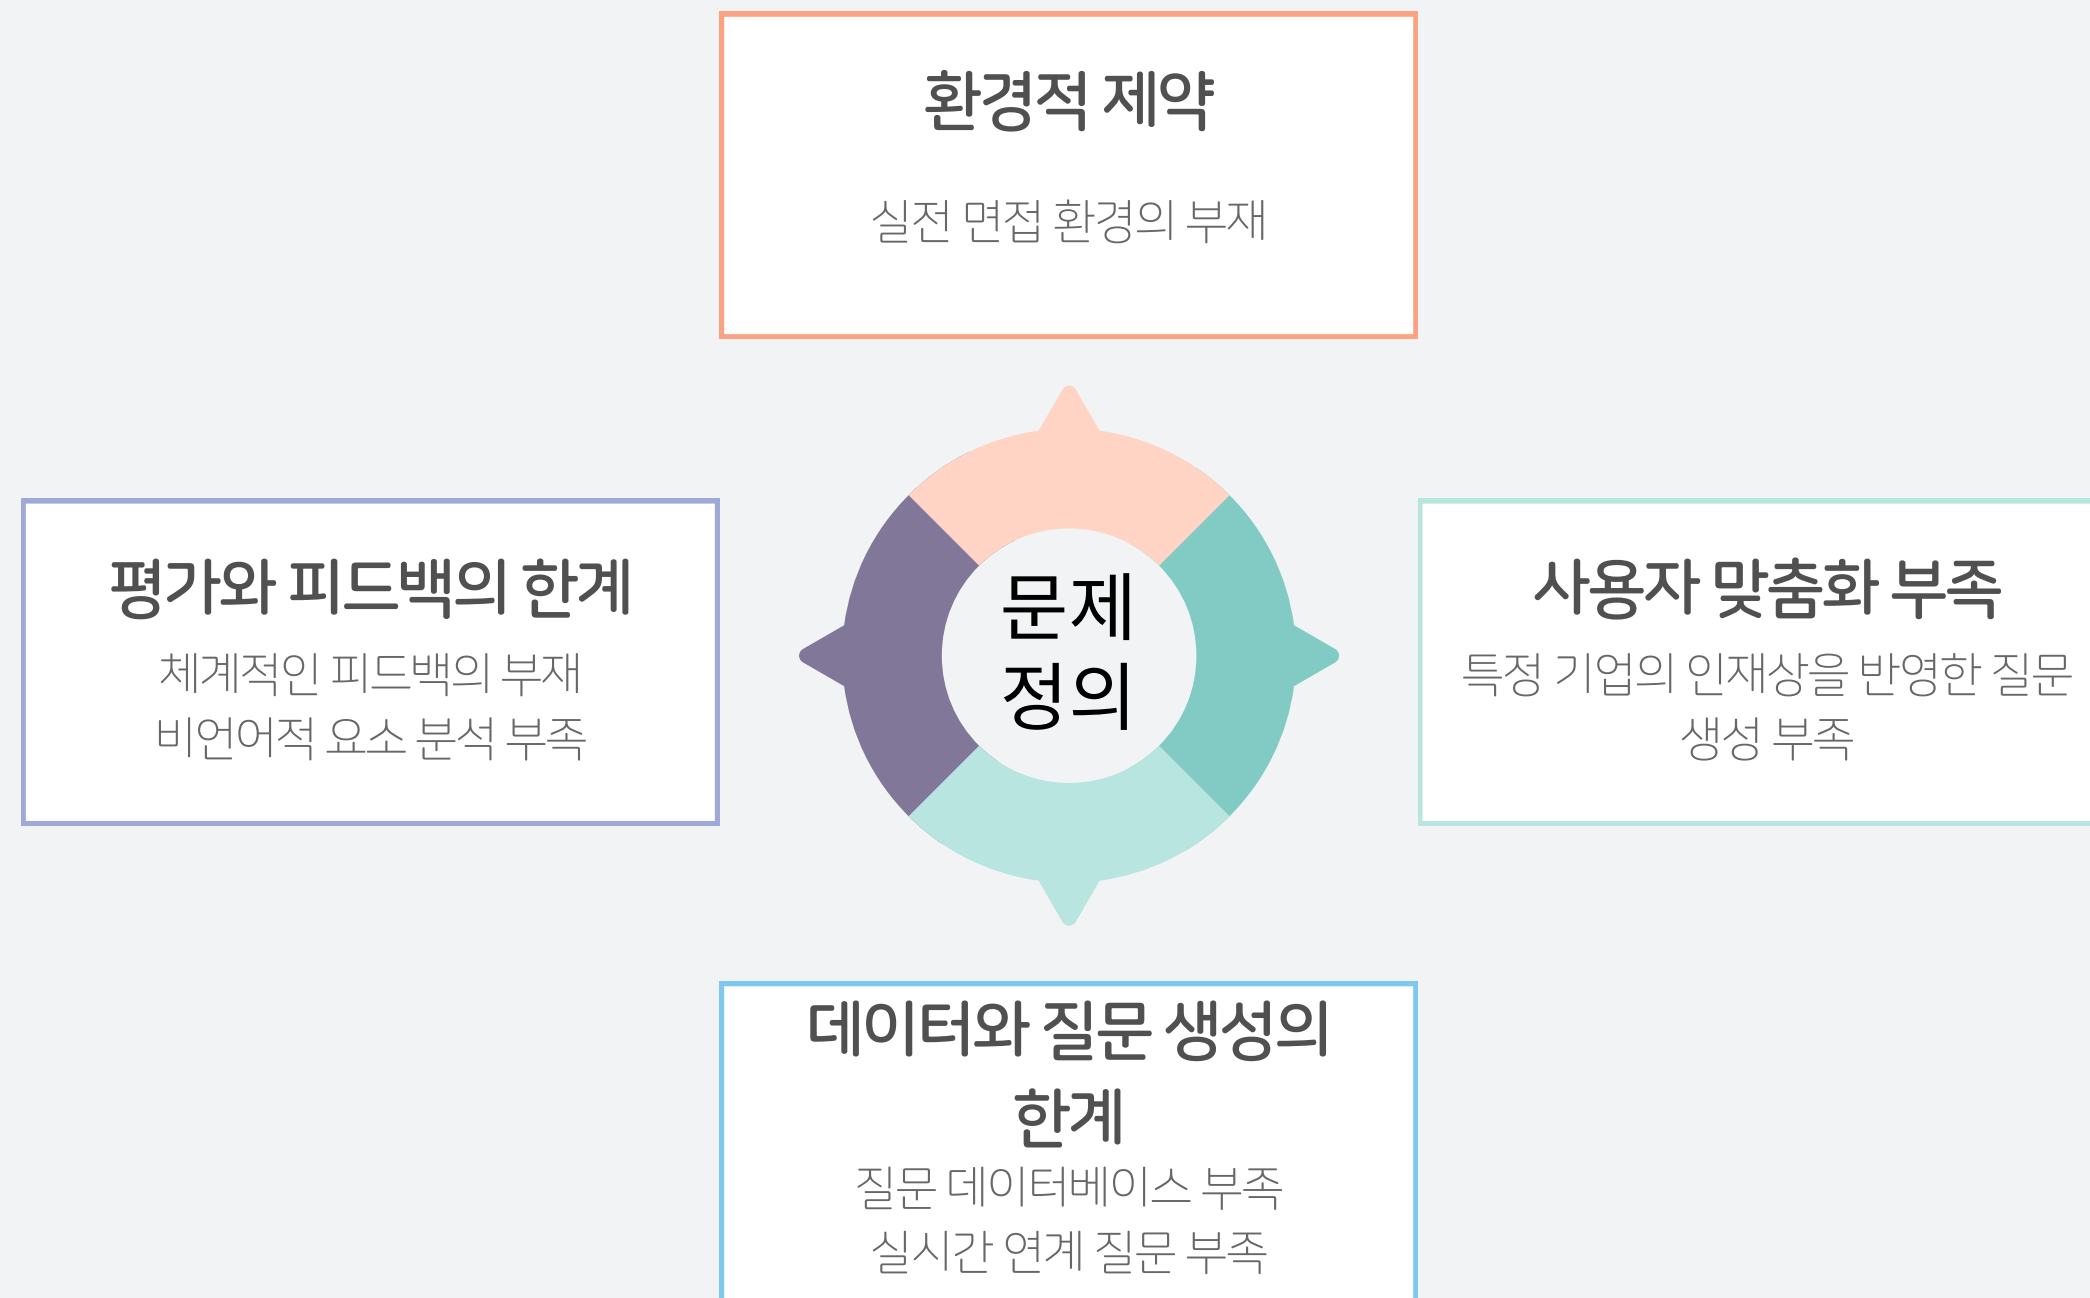 환경적 제약
실전 면접 환경의 부재
평가와 피드백의 한계
체계적인 피드백의 부재
비언어적 요소 분석 부족
문제
정의
사용자 맞춤화 부족
특정 기업의 인재상을 반영한 질문
생성 부족
데이터와 질문 생성의
한계
질문 데이터베이스 부족
실시간 연계 질문 부족